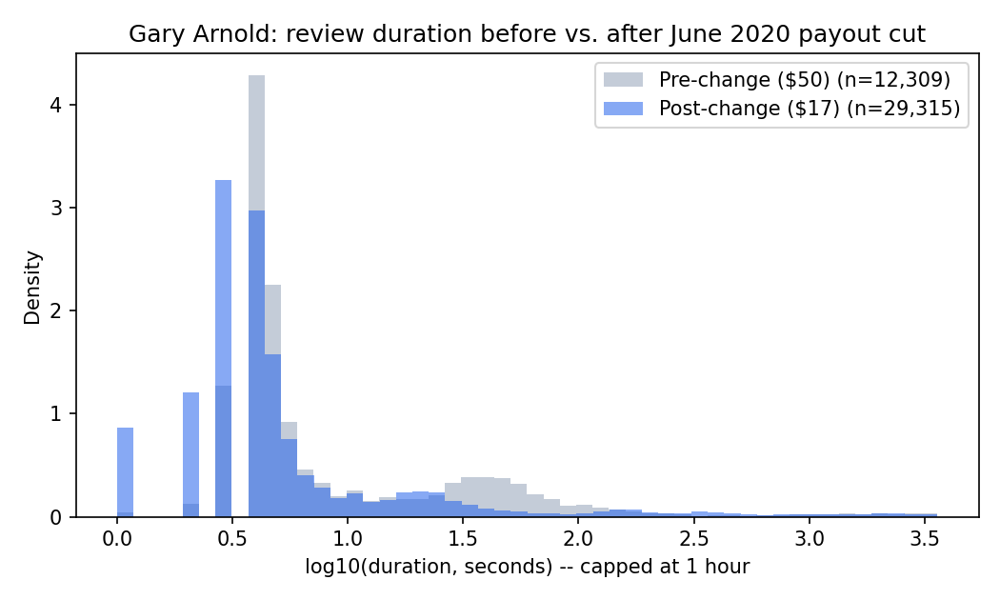 Gary Arnold: review duration before vs. after June 2020 payout cut
Pre-change ($50) (n=12,309)
Post-change ($17) (n=29,315)
Density
4
3
2
1
0
0.0 0.5 1.0 1.5 2.0 2.5 3.0 3.5
log10(duration, seconds) -- capped at 1 hour